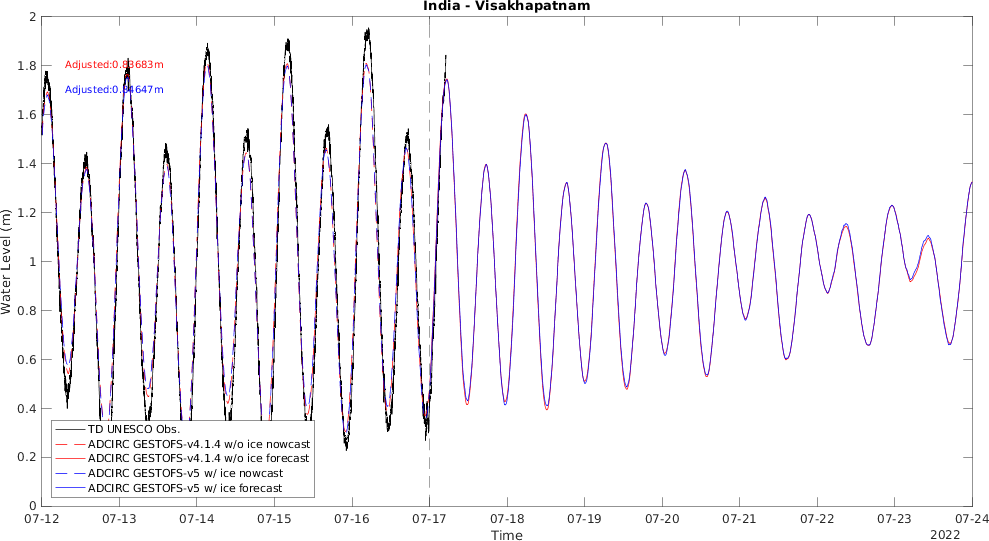 India - Visakhapatnam
2
1.8
1.6
1.4
1.2
1
0.8
0.6
0.4
0.2
0
Water Level (m)
Adjusted:0.83683m
Adjusted:0.84647m
TD UNESCO Obs.
ADCIRC GESTOFS-v4.1.4 w/o ice nowcast
ADCIRC GESTOFS-v4.1.4 w/o ice forecast
ADCIRC GESTOFS-v5 w/ ice nowcast
ADCIRC GESTOFS-v5 w/ ice forecast
07-12 07-13 07-14 07-15 07-16 07-17 07-18 07-19 07-20 07-21 07-22 07-23 07-24
Time
2022